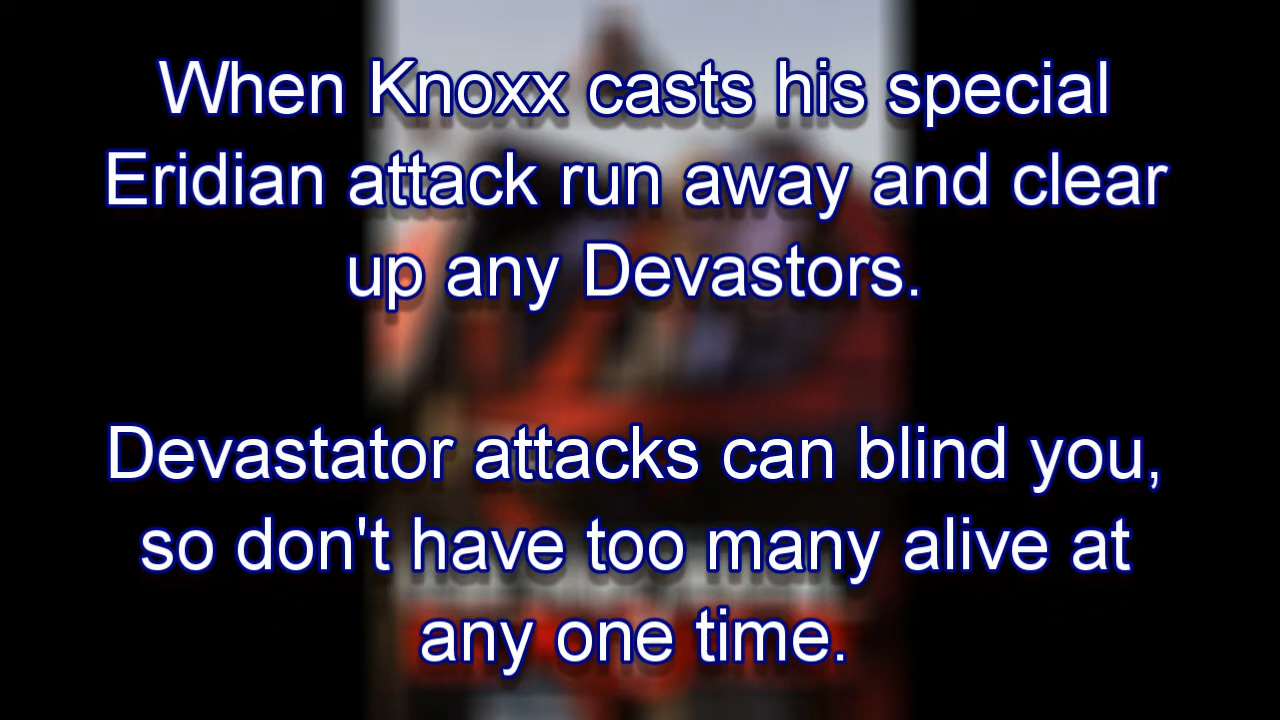 When Knoxx casts his special
Eridian attack run away and clear
up any Devastors.
Devastator attacks can blind you,
so don't have too many alive at
any one time.